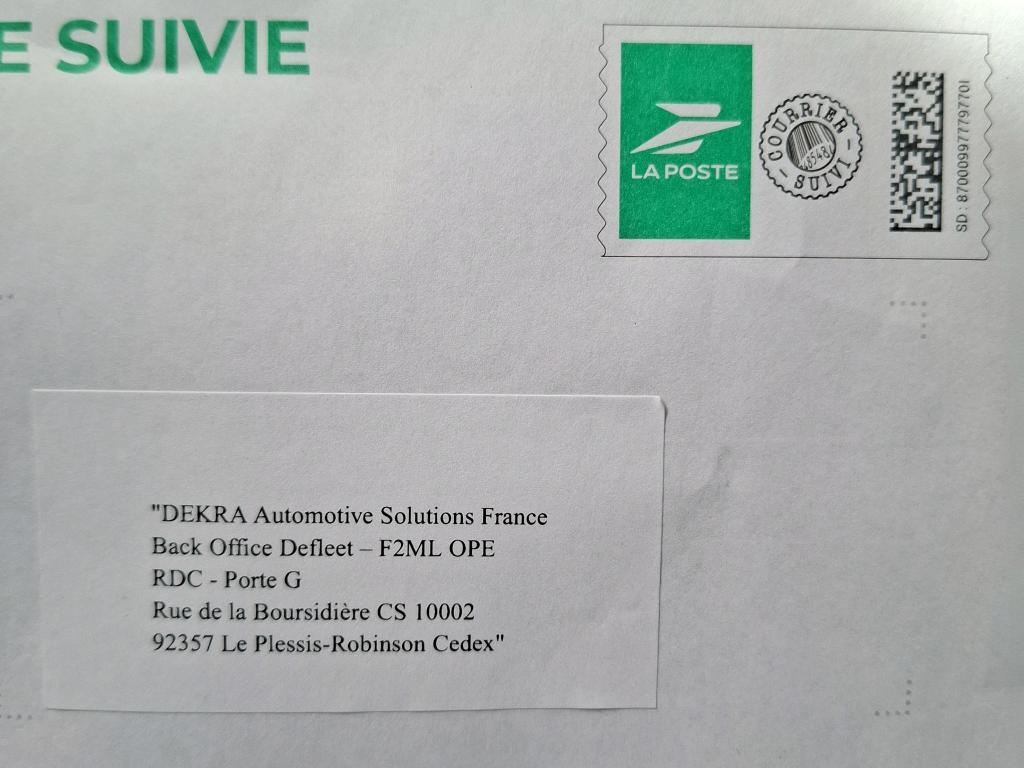 E SUIVIE
LA POSTE
COURRIER
SUIVI
SD : 87000997779770I
"DEKRA Automotive Solutions France
Back Office Defleet – F2ML OPE
RDC - Porte G
Rue de la Boursidière CS 10002
92357 Le Plessis-Robinson Cedex"